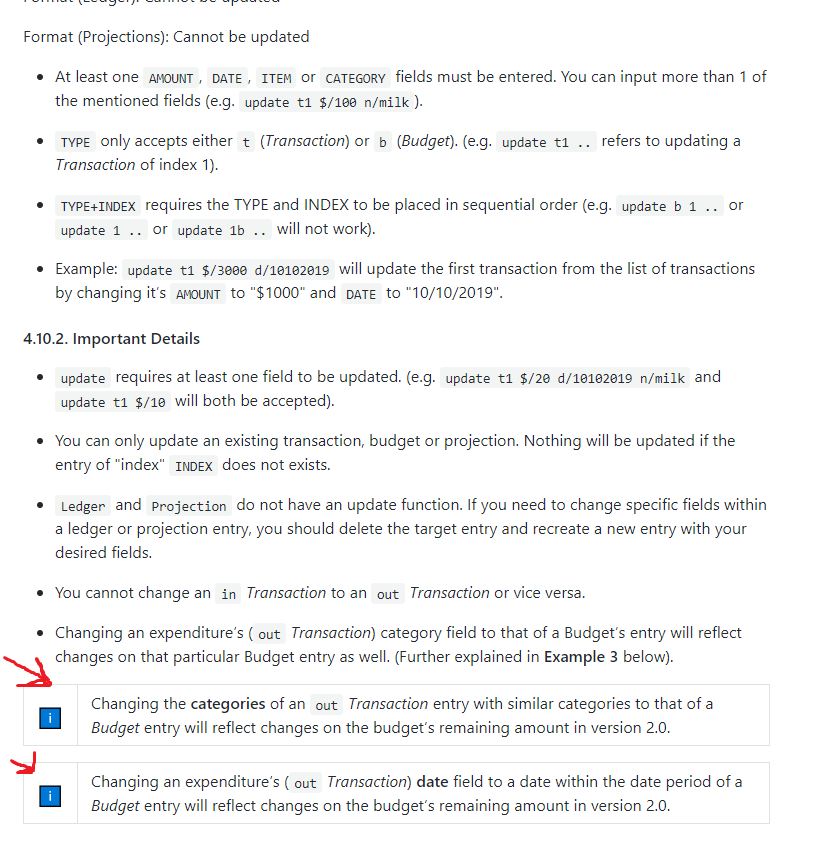 Format (Ledger): Cannot be updated
Format (Projections): Cannot be updated
At least one AMOUNT , DATE , ITEM or CATEGORY fields must be entered. You can input more than 1 of
the mentioned fields (e.g. update t1 $/100 n/milk ).
TYPE only accepts either t (Transaction) or b (Budget). (e.g. update t1 .. refers to updating a
Transaction of index 1).
TYPE+INDEX requires the TYPE and INDEX to be placed in sequential order (e.g. update b 1 .. or
update 1 .. or update 1b .. will not work).
Example: update t1 $/3000 d/10102019 will update the first transaction from the list of transactions
by changing it's AMOUNT to "$1000" and DATE to "10/10/2019".
4.10.2. Important Details
update requires at least one field to be updated. (e.g. update t1 $/20 d/10102019 n/milk and
update t1 $/10 will both be accepted).
You can only update an existing transaction, budget or projection. Nothing will be updated if the
entry of "index" INDEX does not exists.
Ledger and Projection do not have an update function. If you need to change specific fields within
a ledger or projection entry, you should delete the target entry and recreate a new entry with your
desired fields.
You cannot change an in Transaction to an out Transaction or vice versa.
Changing an expenditure's ( out Transaction) category field to that of a Budget's entry will reflect
changes on that particular Budget entry as well. (Further explained in Example 3 below).
i
Changing the categories of an out Transaction entry with similar categories to that of a
Budget entry will reflect changes on the budget's remaining amount in version 2.0.
i
Changing an expenditure's ( out Transaction) date field to a date within the date period of a
Budget entry will reflect changes on the budget's remaining amount in version 2.0.